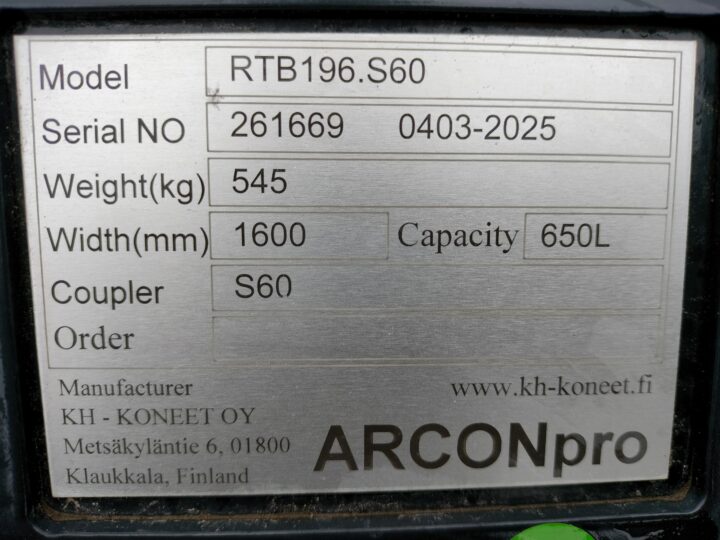 Model RTB196.S60
Serial NO 261669 0403-2025
Weight(kg) 545
Width(mm) 1600 Capacity 650L
Coupler S60
Order
Manufacturer www.kh-koneet.fi
KH - KONEET OY
Metsäkyläntie 6, 01800
Klaukkala, Finland
ARCONpro